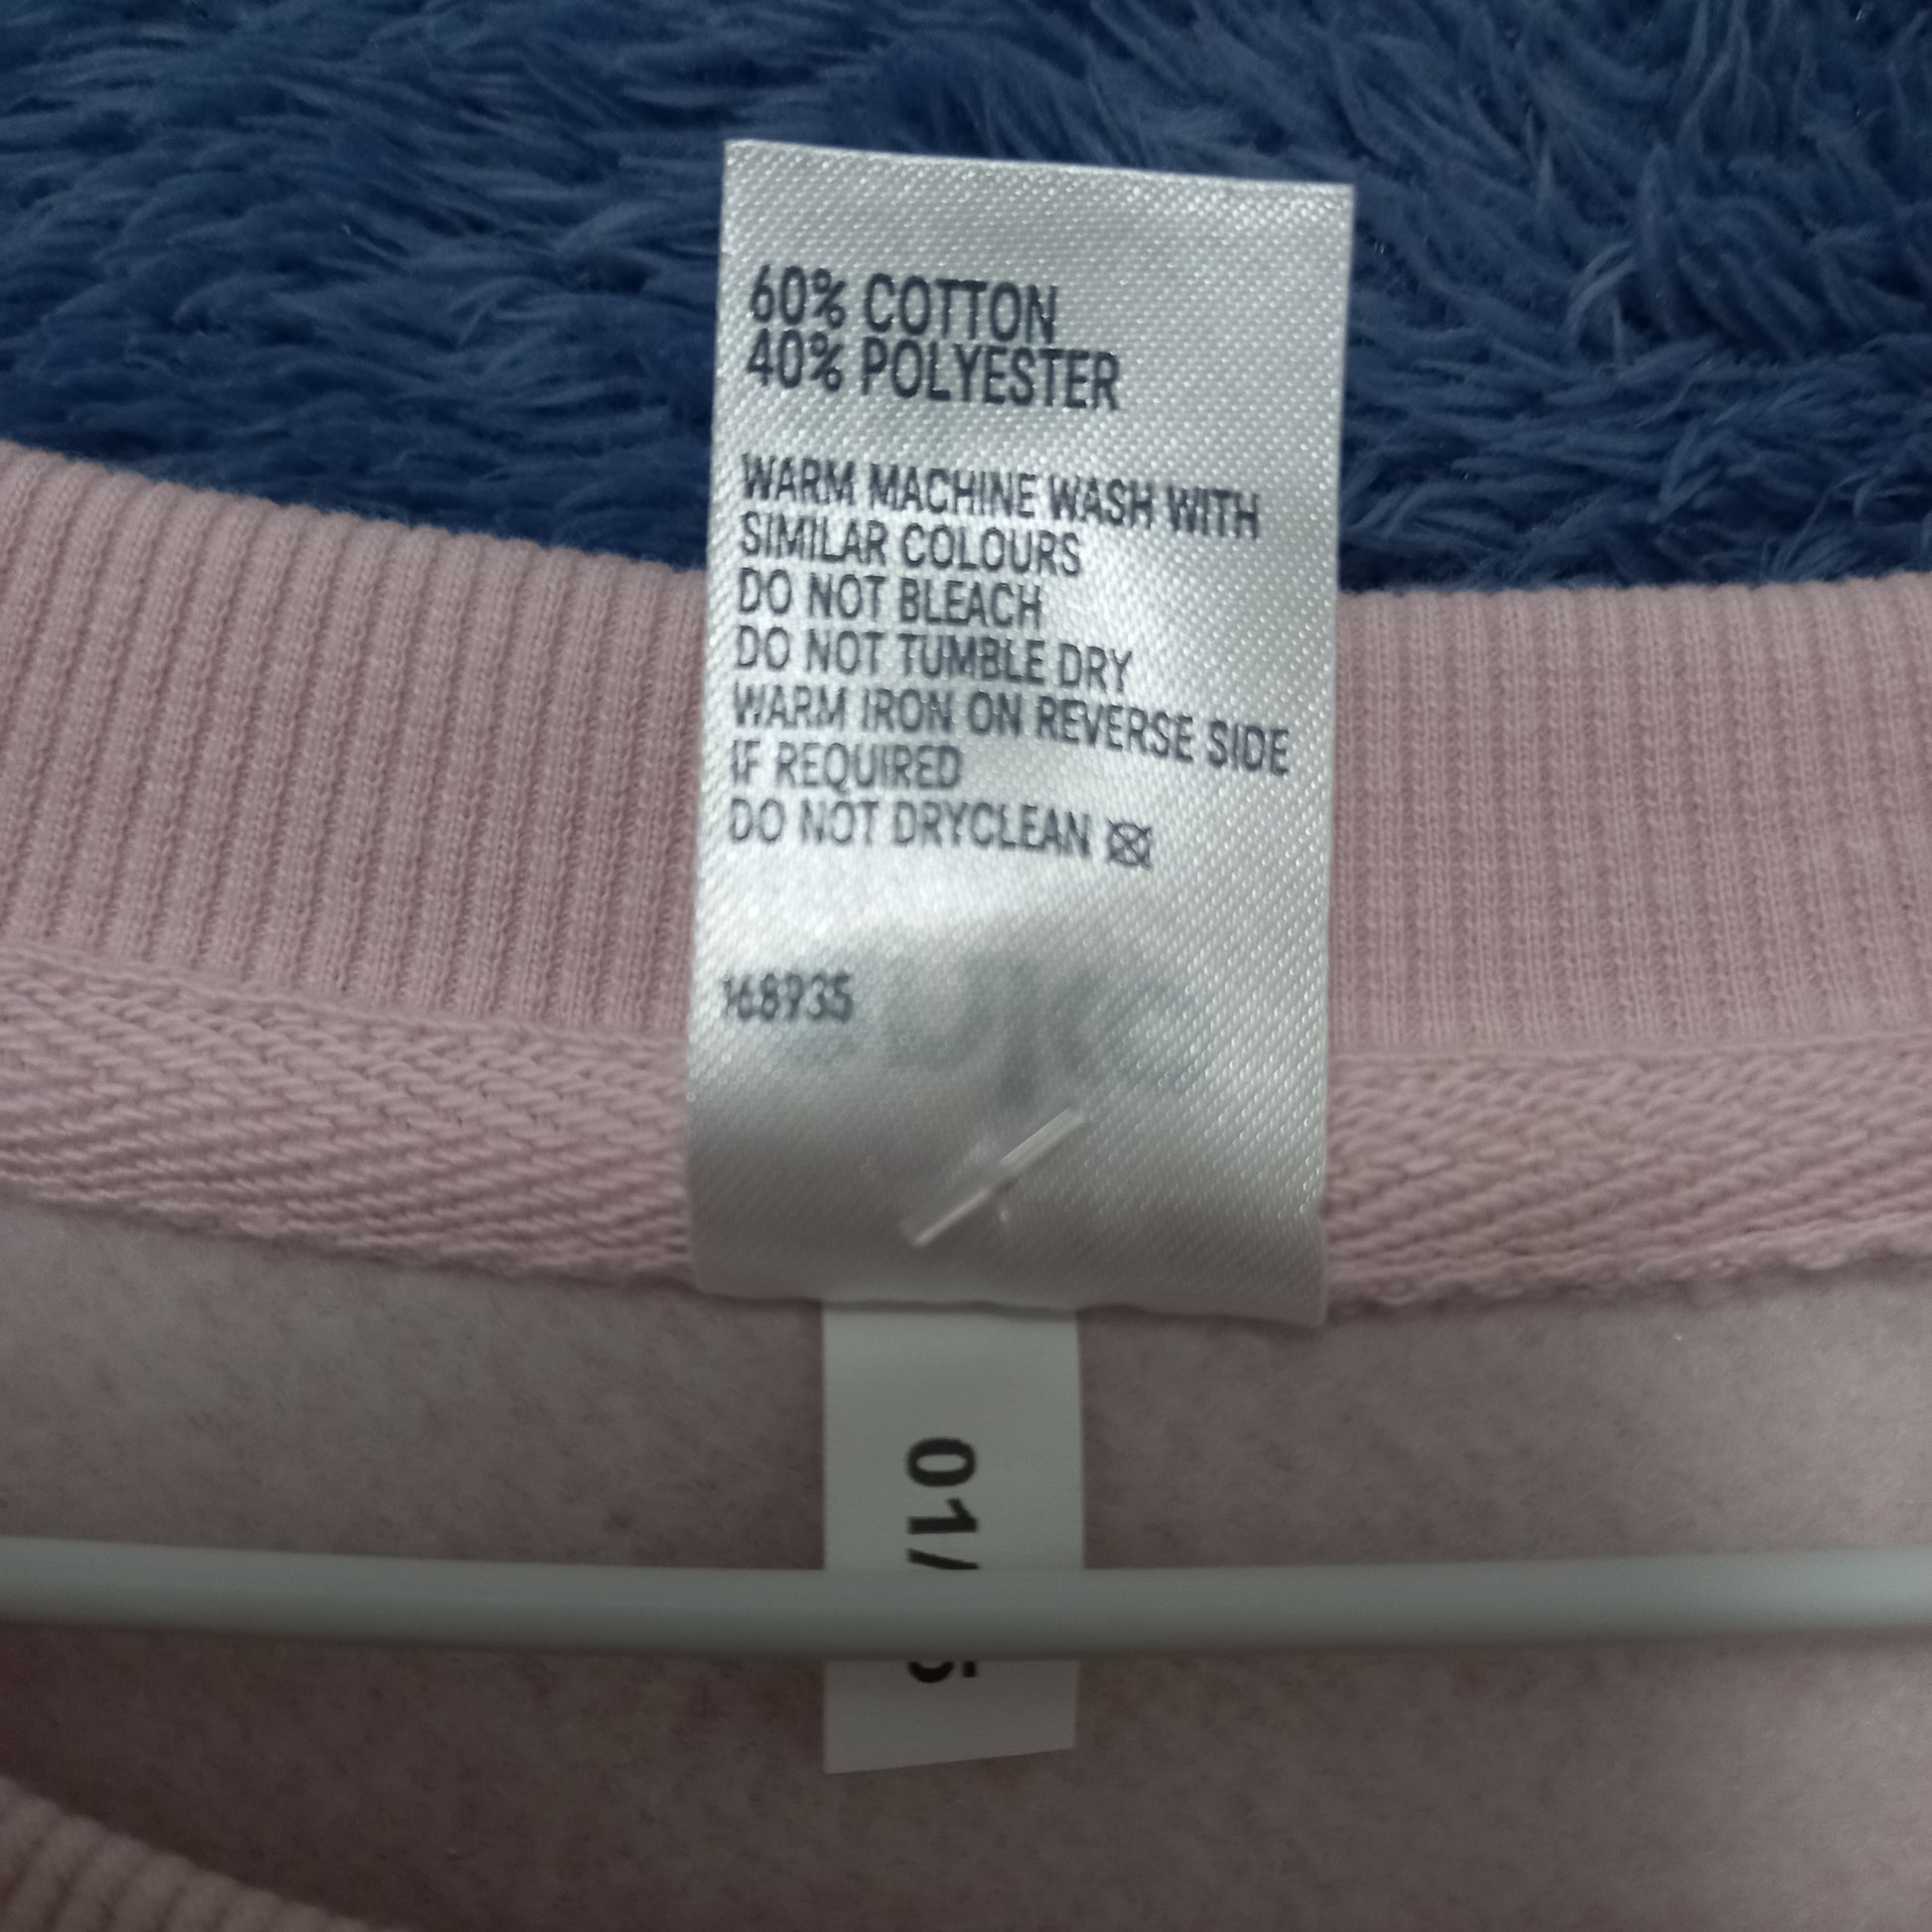 60% COTTON
40% POLYESTER
WARM MACHINE WASH WITH
SIMILAR COLOURS
DO NOT BLEACH
DO NOT TUMBLE DRY
WARM IRON ON REVERSE SIDE
IF REQUIRED
DO NOT DRYCLEAN
168935
01/